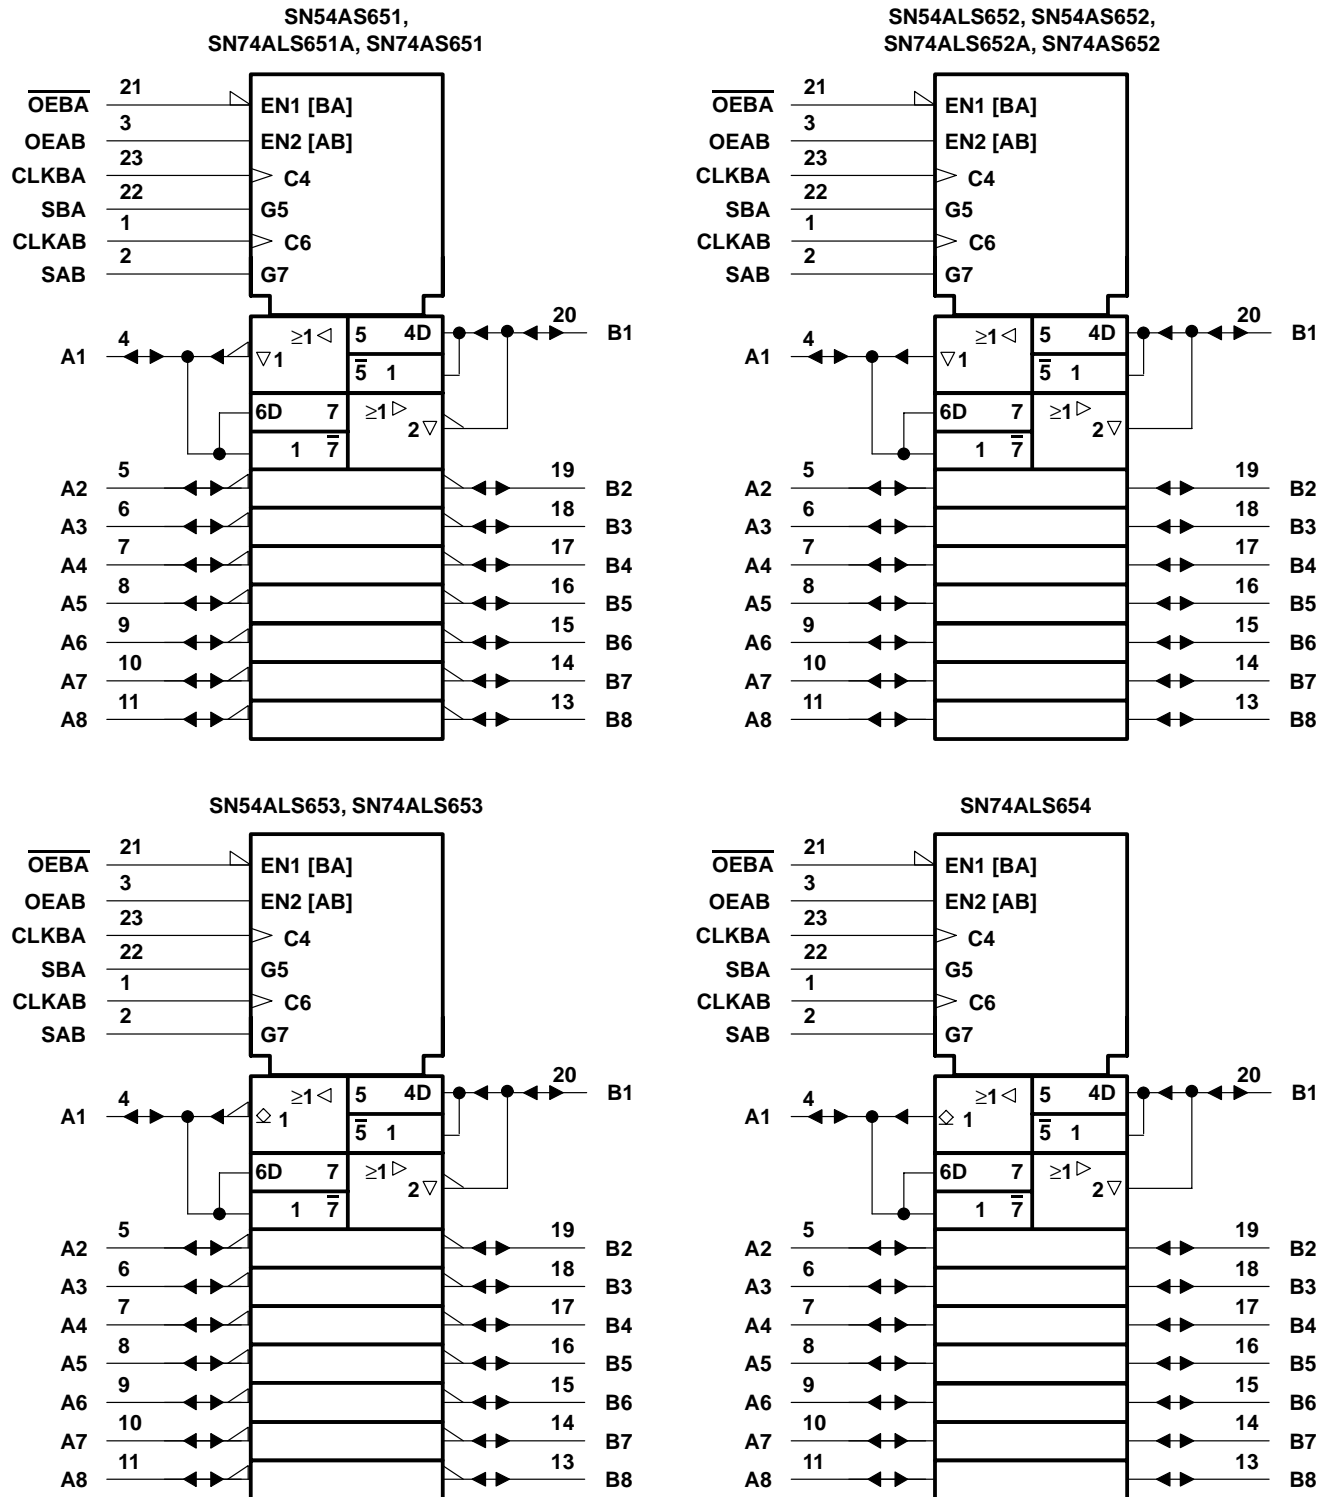 SN54AS651,
SN74ALS651A, SN74AS651
OEBA 21 EN1 [BA]
OEAB 3 EN2 [AB]
CLKBA 23 C4
SBA 22 G5
CLKAB 1 C6
SAB 2 G7
A1 4 ≥1 ◁ 5 4D 20 B1
▽ 1 5̅ 1
6D 7 ≥1 ▷
1 7̅ 2 ▽
A2 5 19 B2
A3 6 18 B3
A4 7 17 B4
A5 8 16 B5
A6 9 15 B6
A7 10 14 B7
A8 11 13 B8
SN54ALS652, SN54AS652,
SN74ALS652A, SN74AS652
OEBA 21 EN1 [BA]
OEAB 3 EN2 [AB]
CLKBA 23 C4
SBA 22 G5
CLKAB 1 C6
SAB 2 G7
A1 4 ≥1 ◁ 5 4D 20 B1
▽ 1 5̅ 1
6D 7 ≥1 ▷
1 7̅ 2 ▽
A2 5 19 B2
A3 6 18 B3
A4 7 17 B4
A5 8 16 B5
A6 9 15 B6
A7 10 14 B7
A8 11 13 B8
SN54ALS653, SN74ALS653
OEBA 21 EN1 [BA]
OEAB 3 EN2 [AB]
CLKBA 23 C4
SBA 22 G5
CLKAB 1 C6
SAB 2 G7
A1 4 ≥1 ◁ 5 4D 20 B1
◇ 1 5̅ 1
6D 7 ≥1 ▷
1 7̅ 2 ▽
A2 5 19 B2
A3 6 18 B3
A4 7 17 B4
A5 8 16 B5
A6 9 15 B6
A7 10 14 B7
A8 11 13 B8
SN74ALS654
OEBA 21 EN1 [BA]
OEAB 3 EN2 [AB]
CLKBA 23 C4
SBA 22 G5
CLKAB 1 C6
SAB 2 G7
A1 4 ≥1 ◁ 5 4D 20 B1
◇ 1 5̅ 1
6D 7 ≥1 ▷
1 7̅ 2 ▽
A2 5 19 B2
A3 6 18 B3
A4 7 17 B4
A5 8 16 B5
A6 9 15 B6
A7 10 14 B7
A8 11 13 B8